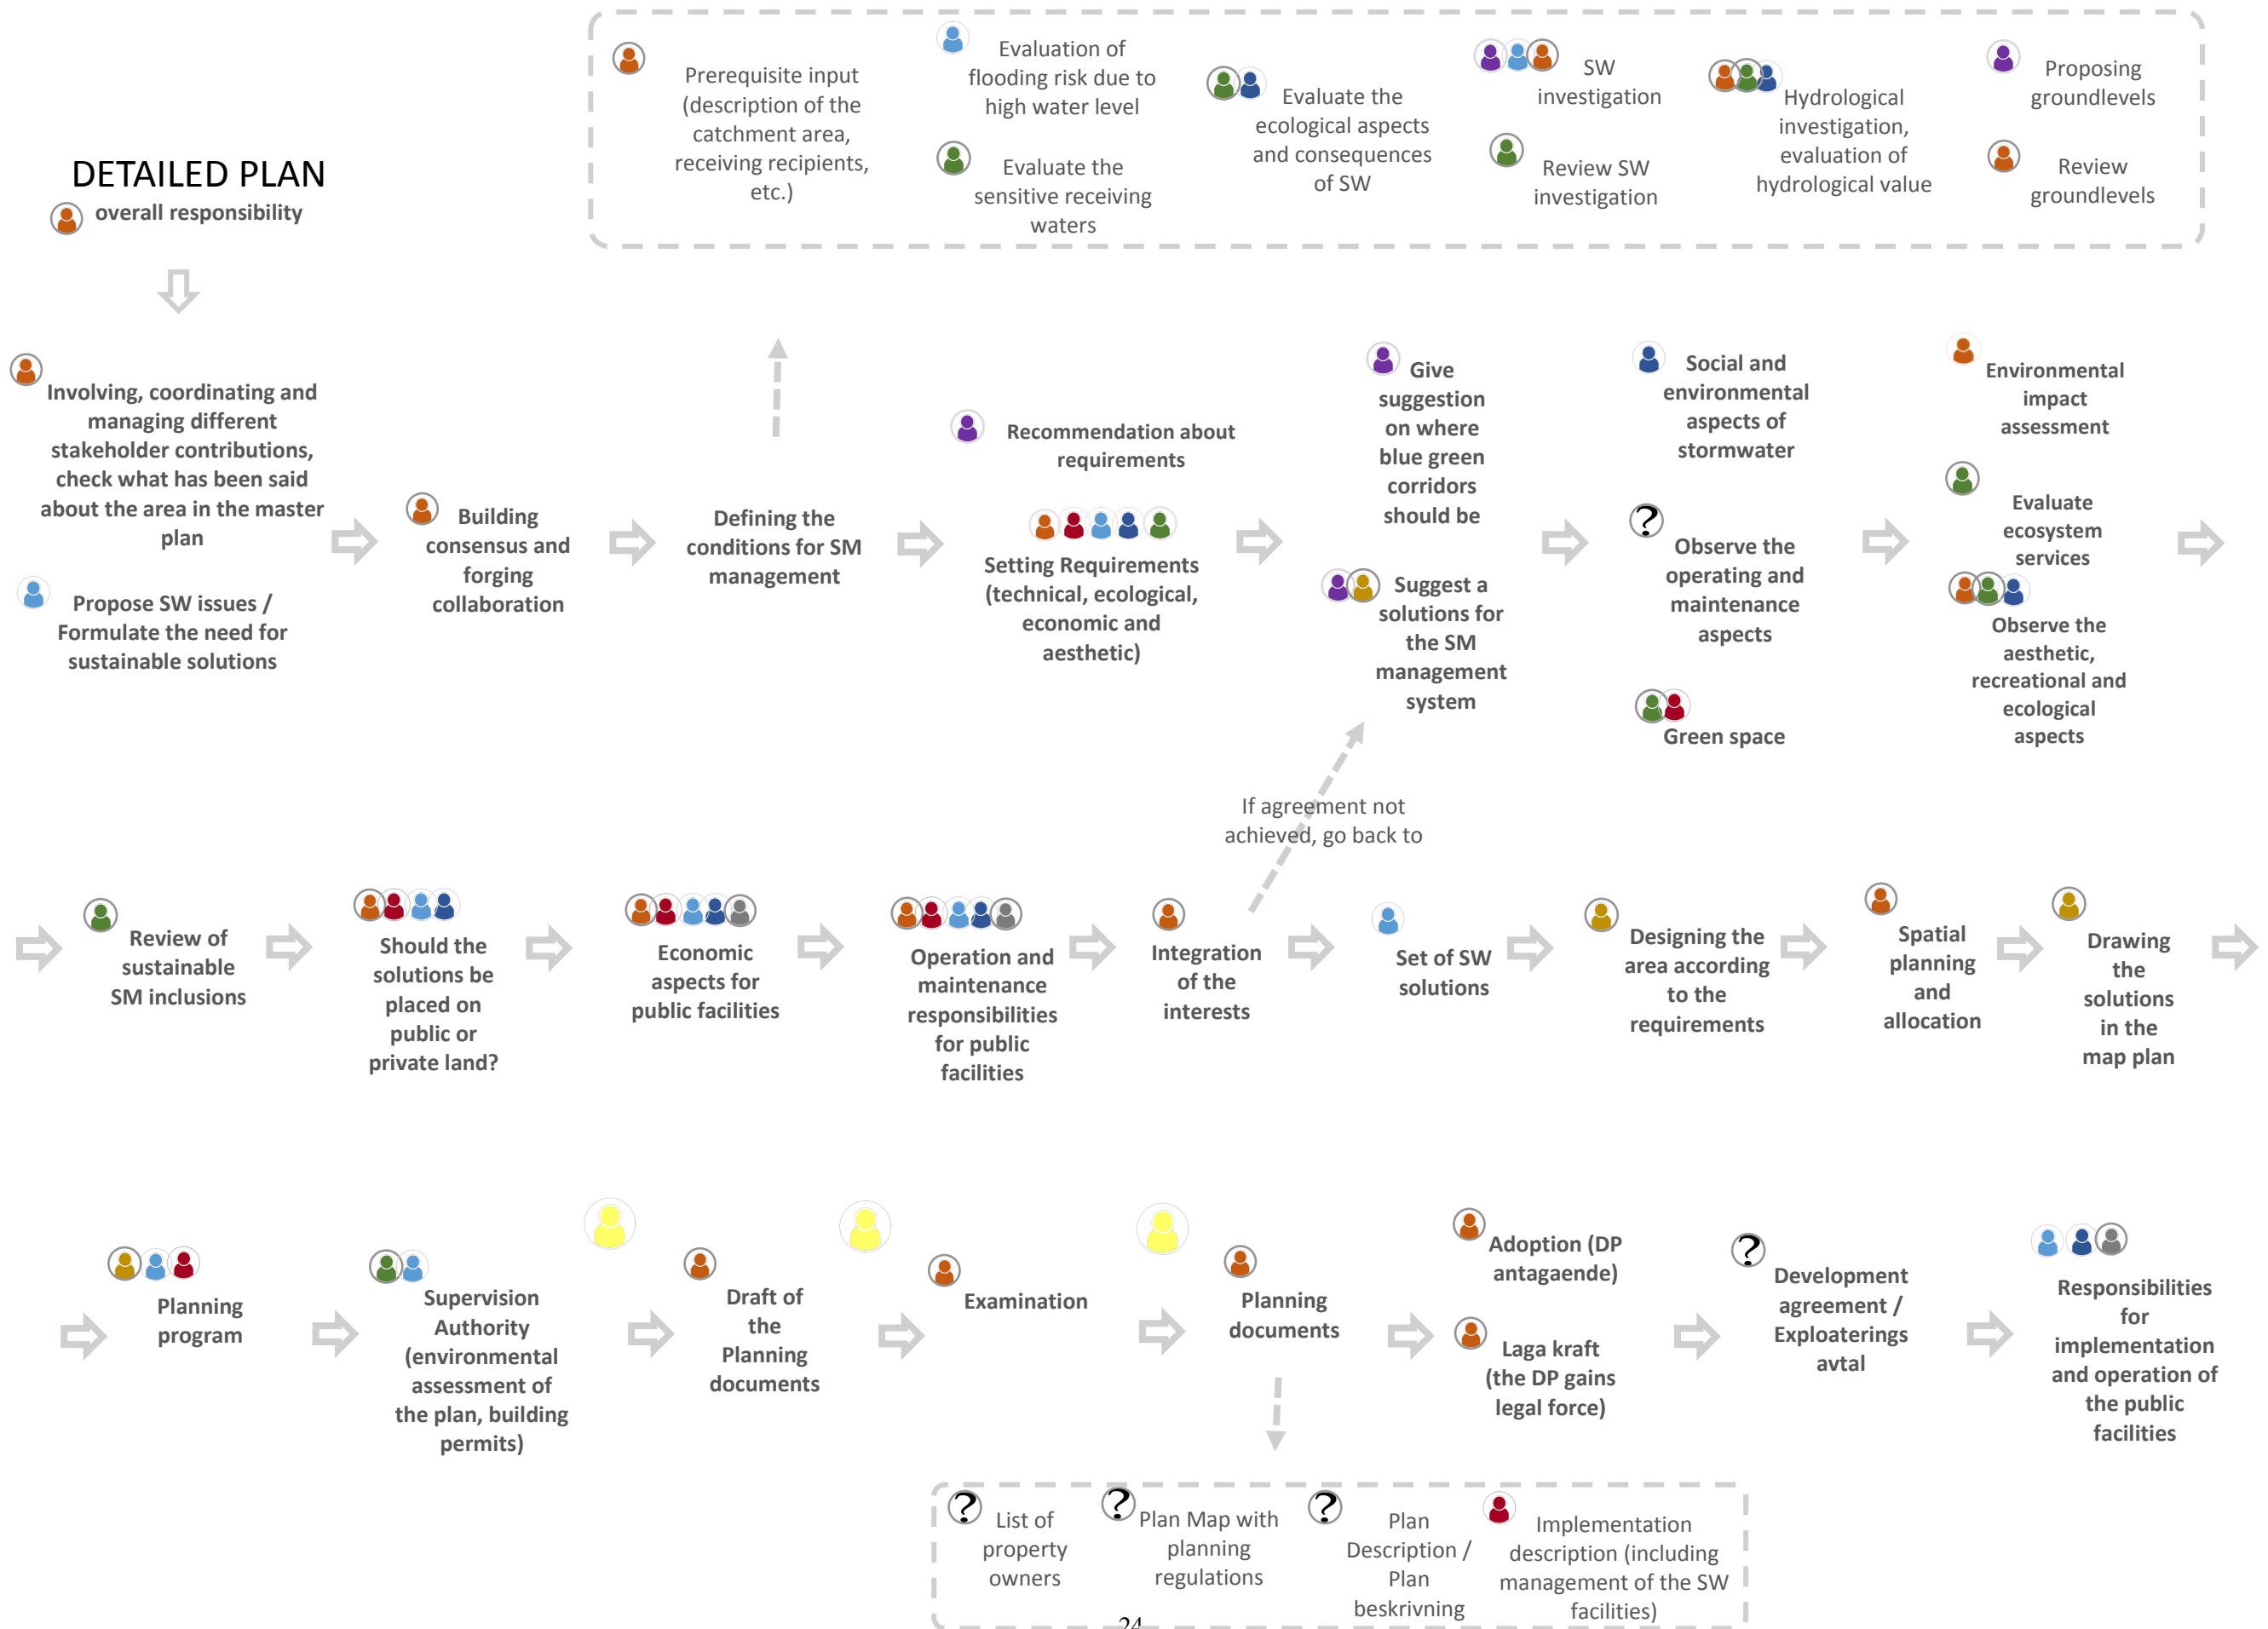 DETAILED PLAN
overall responsibility
Prerequisite input
(description of the
catchment area,
receiving recipients,
etc.)
Evaluation of
flooding risk due to
high water level
Evaluate the
sensitive receiving
waters
Evaluate the
ecological aspects
and consequences
of SW
SW
investigation
Review SW
investigation
Hydrological
investigation,
evaluation of
hydrological value
Proposing
groundlevels
Review
groundlevels
Involving, coordinating and
managing different
stakeholder contributions,
check what has been said
about the area in the master
plan
Propose SW issues /
Formulate the need for
sustainable solutions
Building
consensus and
forging
collaboration
Defining the
conditions for SM
management
Recommendation about
requirements
Setting Requirements
(technical, ecological,
economic and
aesthetic)
Give
suggestion
on where
blue green
corridors
should be
Suggest a
solutions for
the SM
management
system
Social and
environmental
aspects of
stormwater
?
Observe the
operating and
maintenance
aspects
Green space
Environmental
impact
assessment
Evaluate
ecosystem
services
Observe the
aesthetic,
recreational and
ecological
aspects
If agreement not
achieved, go back to
Review of
sustainable
SM inclusions
Should the
solutions be
placed on
public or
private land?
Economic
aspects for
public facilities
Operation and
maintenance
responsibilities
for public
facilities
Integration
of the
interests
Set of SW
solutions
Designing the
area according
to the
requirements
Spatial
planning
and
allocation
Drawing
the
solutions
in the
map plan
Planning
program
Supervision
Authority
(environmental
assessment of
the plan, building
permits)
Draft of
the
Planning
documents
Examination
Planning
documents
Adoption (DP
antagaende)
Laga kraft
(the DP gains
legal force)
?
Development
agreement /
Exploaterings
avtal
Responsibilities
for
implementation
and operation of
the public
facilities
?
List of
property
owners
?
Plan Map with
planning
regulations
?
Plan
Description /
Plan
beskrivning
Implementation
description (including
management of the SW
facilities)
24